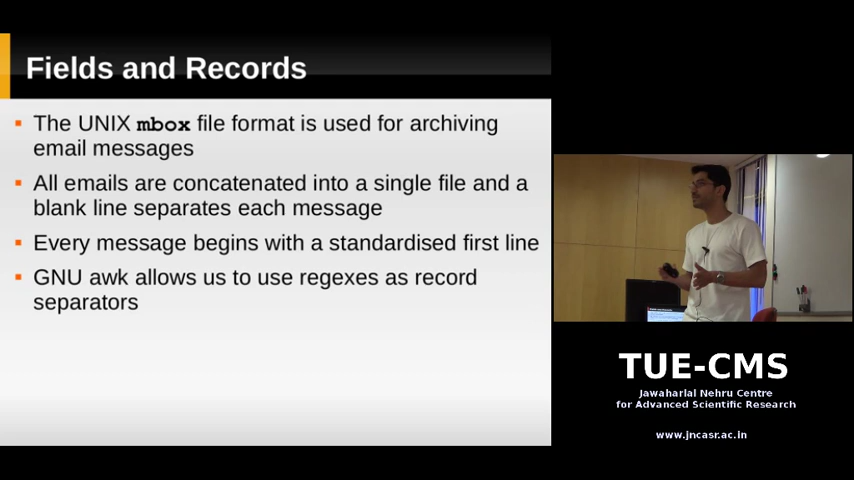 Fields and Records
The UNIX mbox file format is used for archiving
email messages
All emails are concatenated into a single file and a
blank line separates each message
Every message begins with a standardised first line
GNU awk allows us to use regexes as record
separators
TUE-CMS
Jawaharlal Nehru Centre
for Advanced Scientific Research
www.jncasr.ac.in